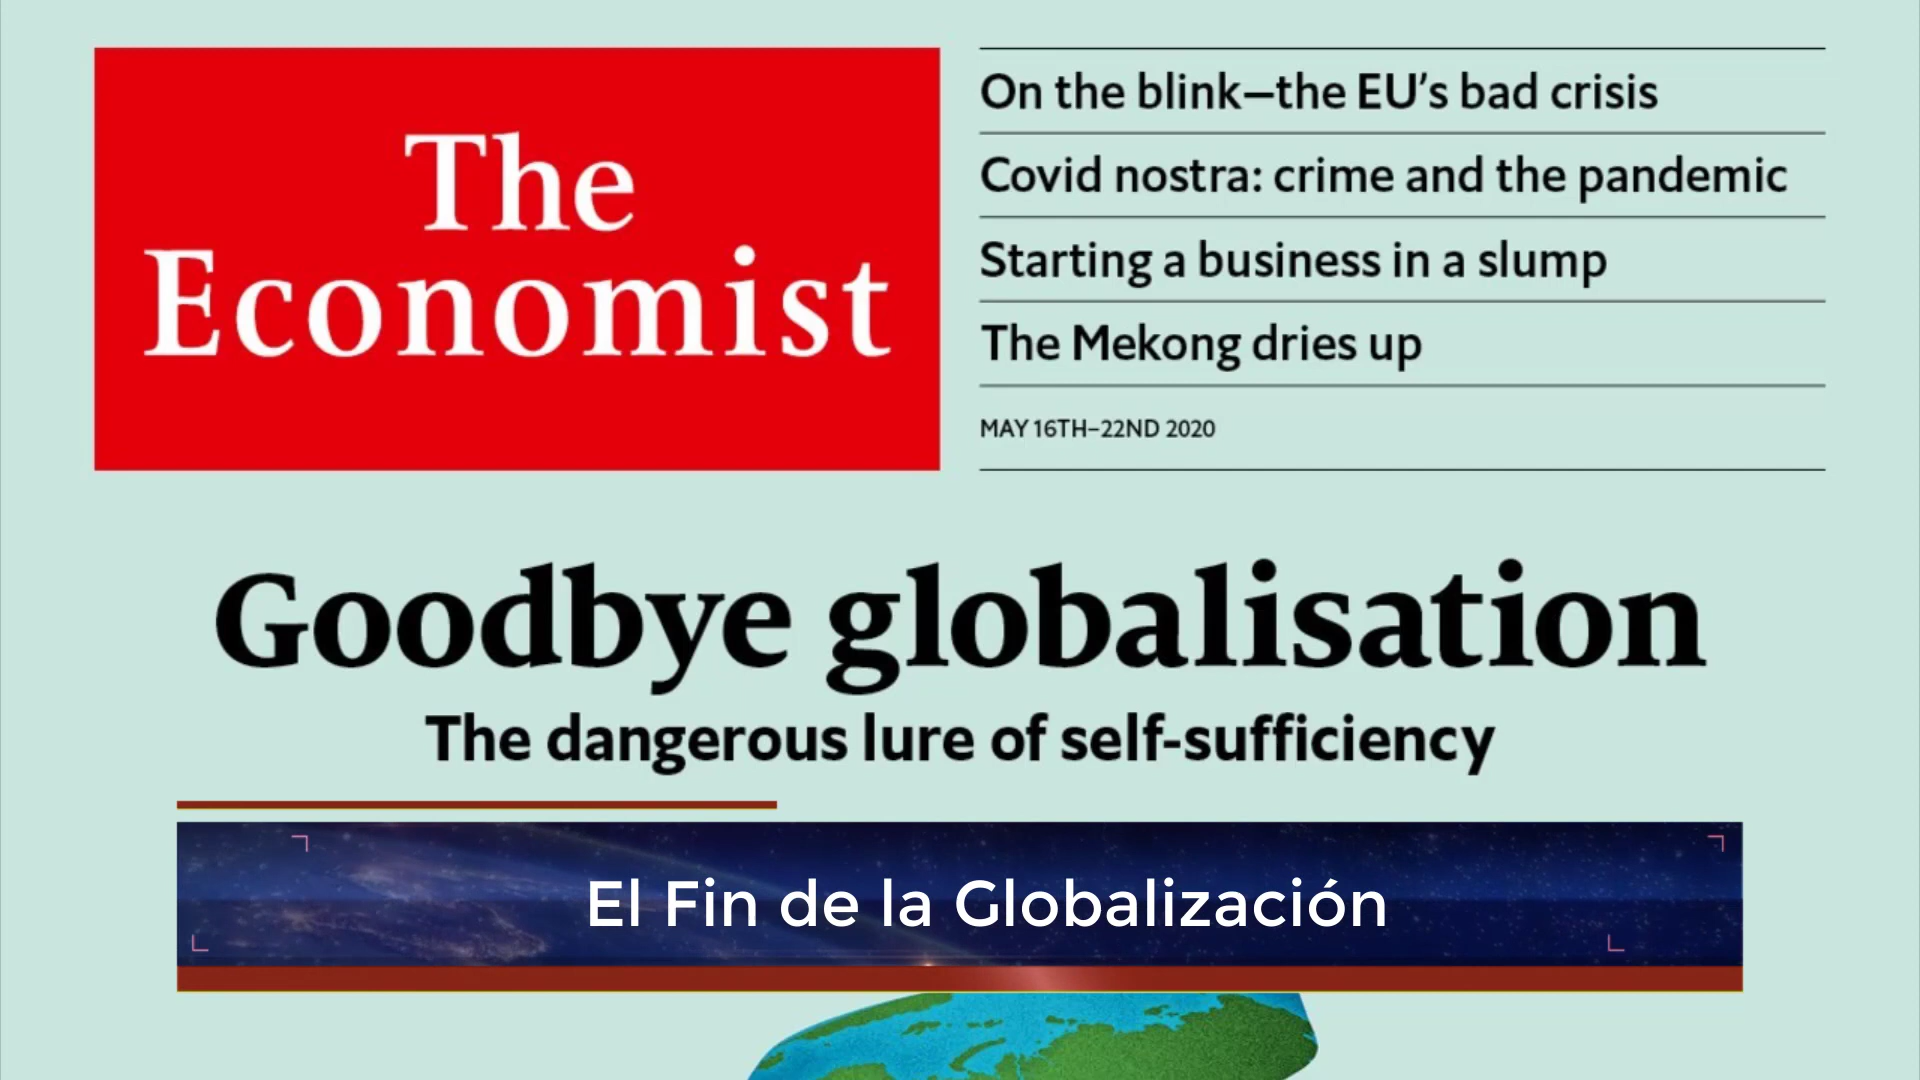 The
Economist
On the blink—the EU's bad crisis
Covid nostra: crime and the pandemic
Starting a business in a slump
The Mekong dries up
MAY 16TH–22ND 2020
Goodbye globalisation
The dangerous lure of self-sufficiency
El Fin de la Globalización